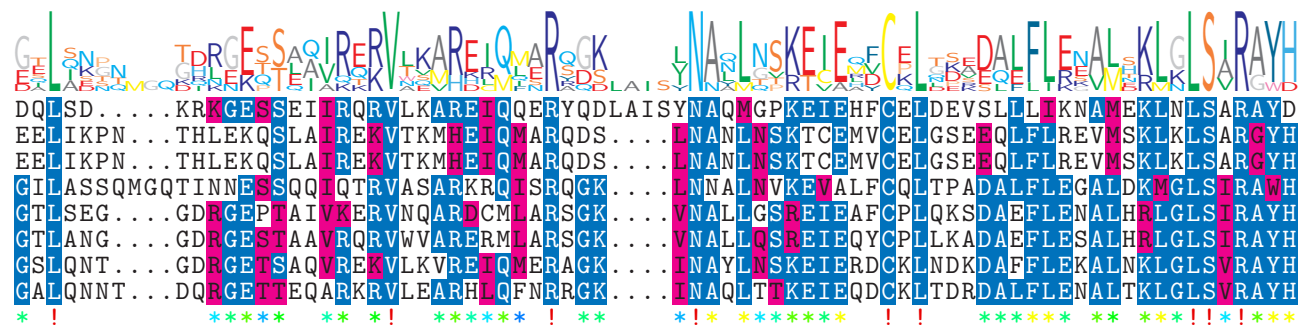 DQLSD.....KRKGESSEIRQRVLKAREIQQERYQDLAISYNAQMGPKEIEHFCELDEVSLLLIKNAMEKLNLSARAYD
EELIKPN...THLEKQSLAIREKVTKMHEIQMARQDS....LNANLNSKTCEMVCELGSEEQLFLREVMSKLKLSARGYH
EELIKPN...THLEKQSLAIREKVTKMHEIQMARQDS....LNANLNSKTCEMVCELGSEEQLFLREVMSKLKLSARGYH
GILASSQMGQTINNESSQQIQTRVASARKRQISRQGK....LNNALNVKEVALFCQLTPADALFLEGALDKMGLSIRAWH
GTLSEG....GDRGEPTAIVKERVNQARDCMLARSGK....VNALLGSREIEAFCPLQKSDAEFLENALHRLGLSIRAYH
GTLANG....GDRGESTAAVRQRVWVARERMLARSGK....VNALLQSREIEQYCPLLKADAEFLESALHRLGLSIRAYH
GSLQNT....GDRGETSAQVREKVLKVREIQMERAGK....INAYLNSKEIERDCKLNDKDAFFLEKALNKLGLSVRAYH
GALQNNT...DQRGETTEQARKRVLEARHLQFNRRGK....INAQLTTKEIEQDCKLTDRDALFLENALTKLGLSVRAYH
* ! ***** ** *! ****** ! ** *!* ******** ! ! ***** ** * **!!*!***